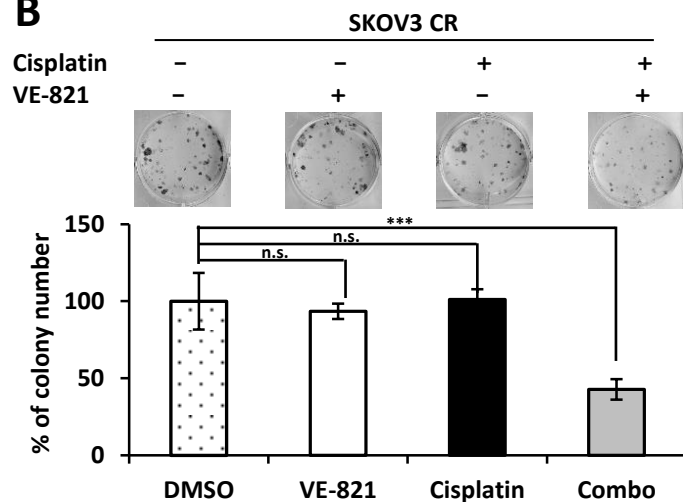 B
SKOV3 CR
Cisplatin – – + +
VE-821 – + – +
150
100
50
0
% of colony number
***
n.s.
n.s.
DMSO VE-821 Cisplatin Combo